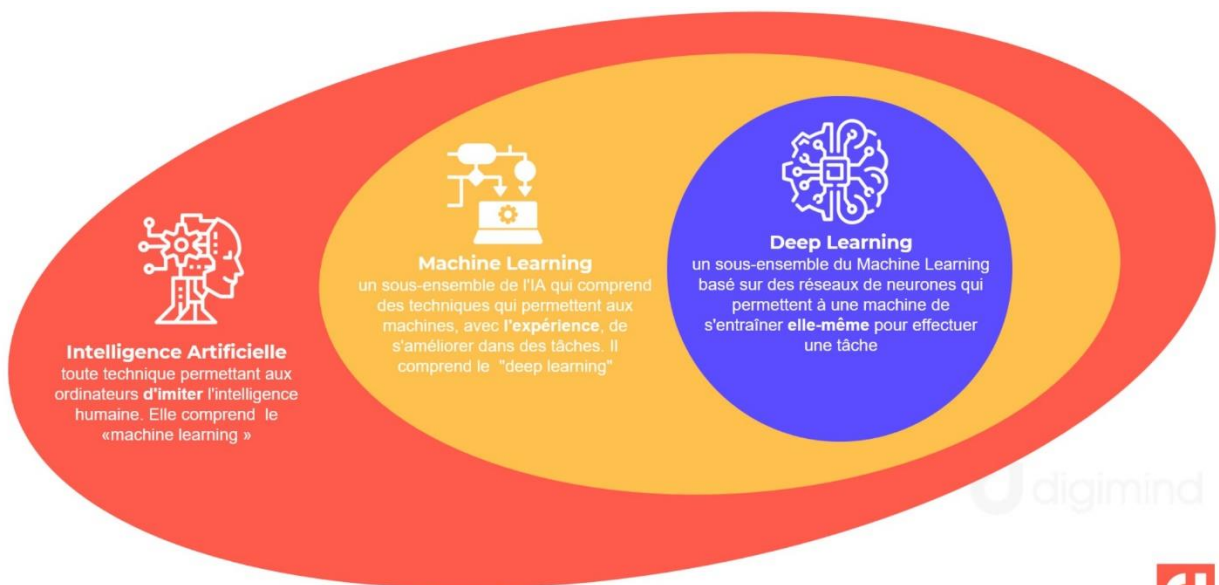 Intelligence Artificielle
toute technique permettant aux
ordinateurs d'imiter l'intelligence
humaine. Elle comprend le
«machine learning »
Machine Learning
un sous-ensemble de l'IA qui comprend
des techniques qui permettent aux
machines, avec l'expérience, de
s'améliorer dans des tâches. Il
comprend le "deep learning"
Deep Learning
un sous-ensemble du Machine Learning
basé sur des réseaux de neurones qui
permettent à une machine de
s'entraîner elle-même pour effectuer
une tâche
digimind